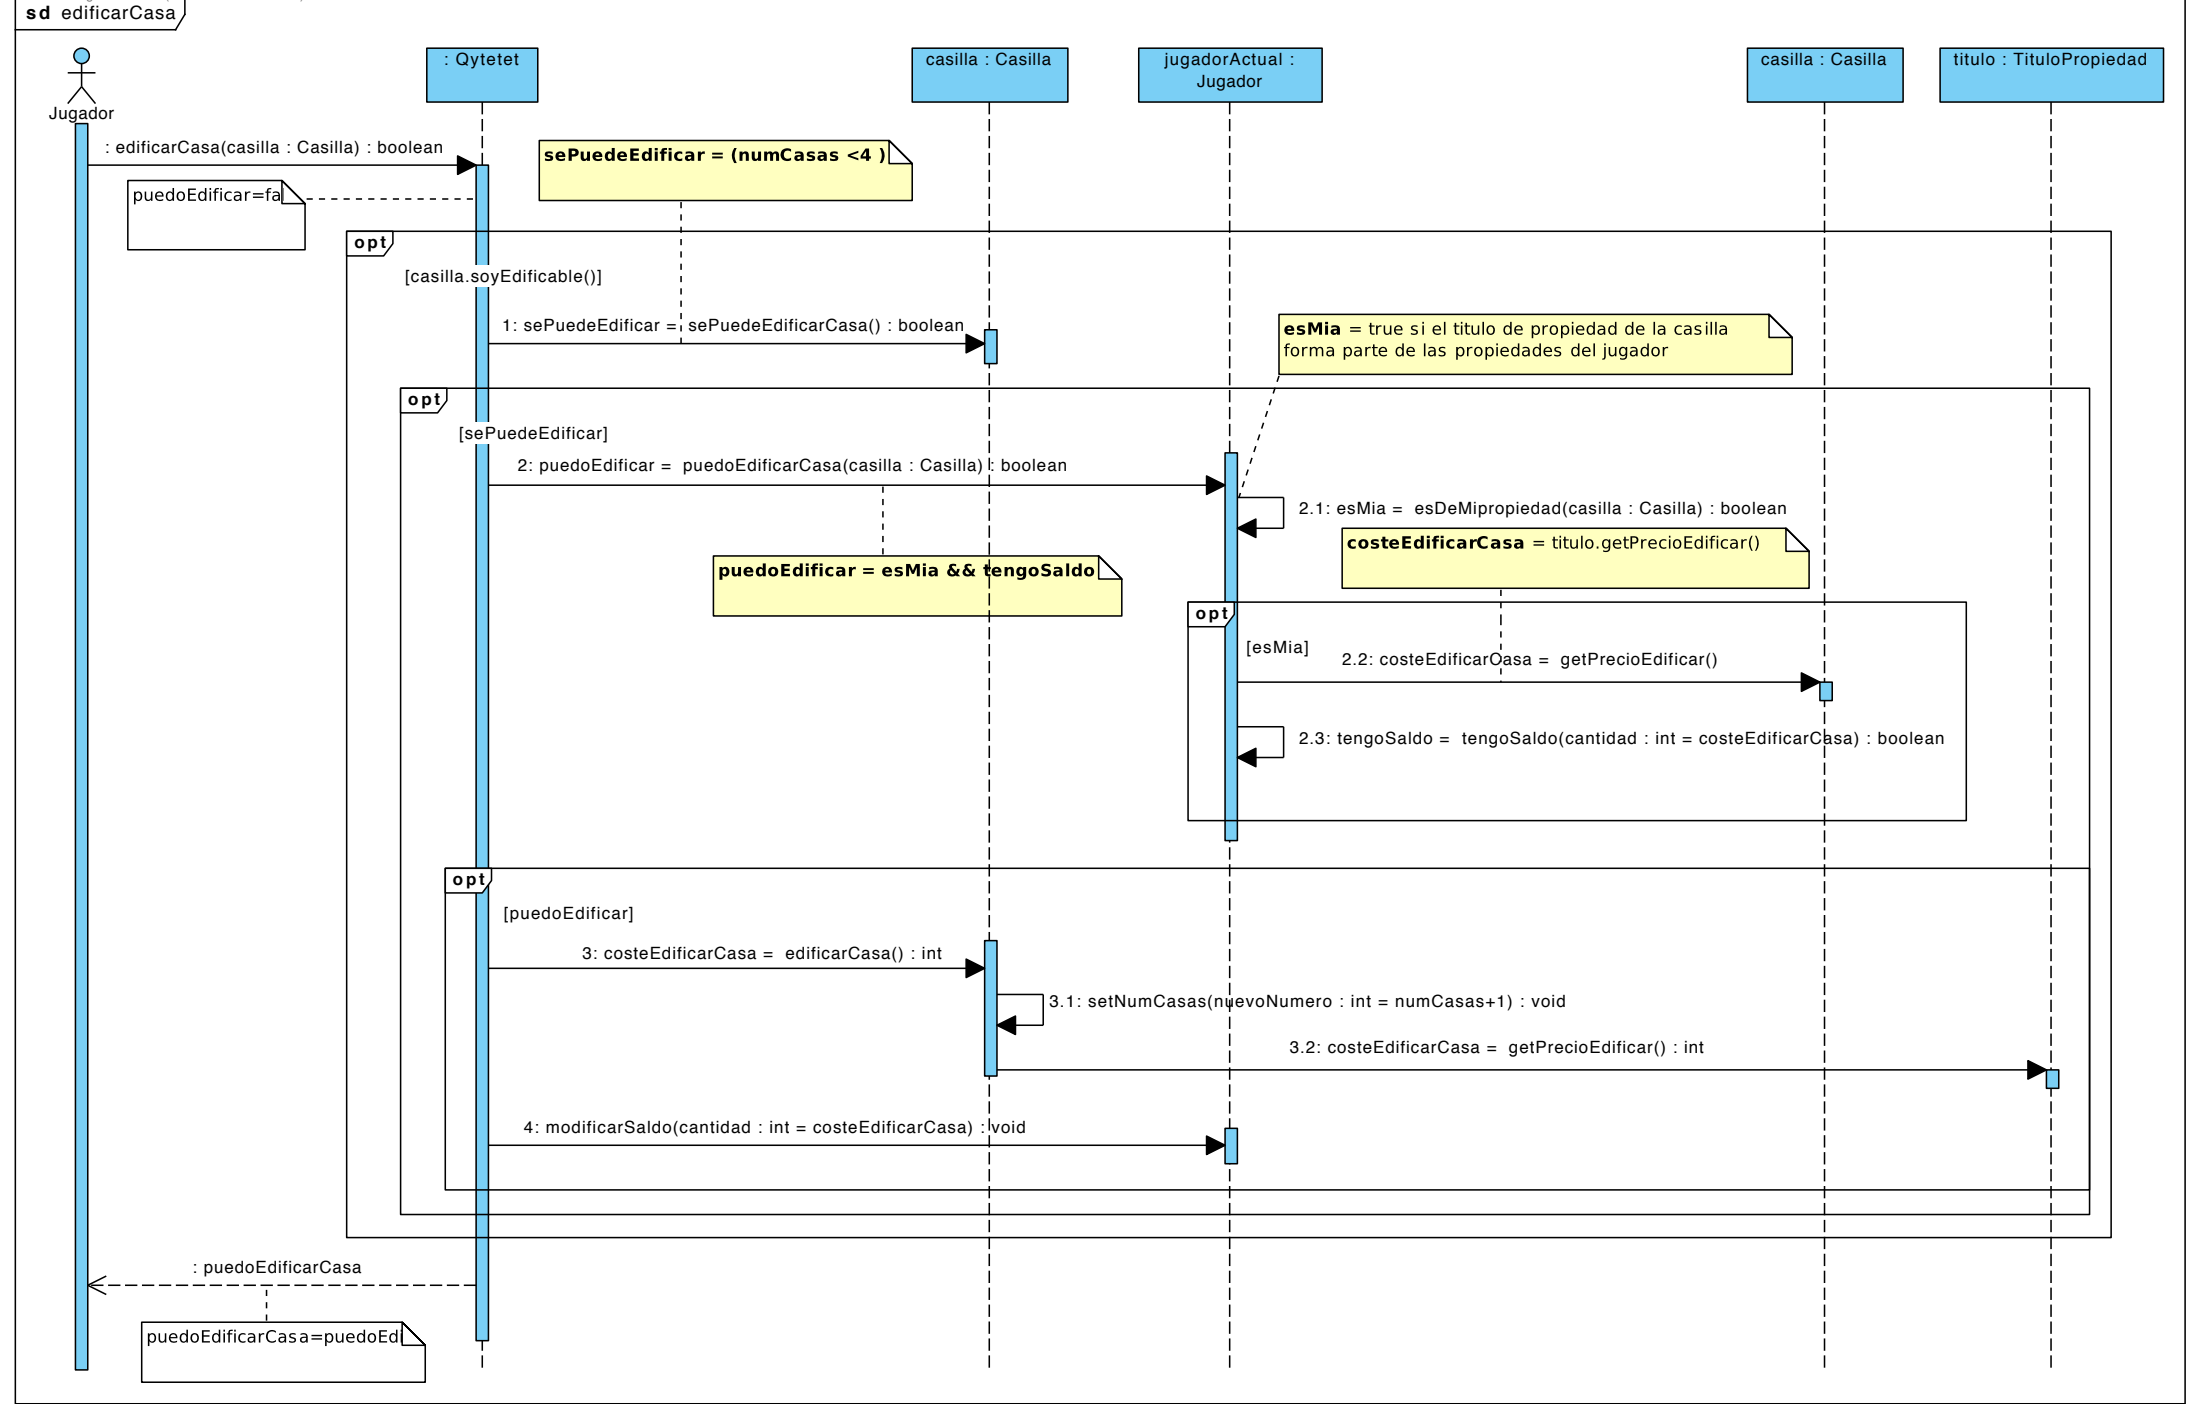 sd edificarCasa
Jugador
: Qytetet
casilla : Casilla
jugadorActual :
Jugador
casilla : Casilla
titulo : TituloPropiedad
: edificarCasa(casilla : Casilla) : boolean
sePuedeEdificar = (numCasas <4 )
puedoEdificar=fa
opt
[casilla.soyEdificable()]
1: sePuedeEdificar = sePuedeEdificarCasa() : boolean
esMia = true si el titulo de propiedad de la casilla
forma parte de las propiedades del jugador
opt
[sePuedeEdificar]
2: puedoEdificar = puedoEdificarCasa(casilla : Casilla) : boolean
2.1: esMia = esDeMipropiedad(casilla : Casilla) : boolean
costeEdificarCasa = titulo.getPrecioEdificar()
puedoEdificar = esMia && tengoSaldo
opt
[esMia]
2.2: costeEdificarCasa = getPrecioEdificar()
2.3: tengoSaldo = tengoSaldo(cantidad : int = costeEdificarCasa) : boolean
opt
[puedoEdificar]
3: costeEdificarCasa = edificarCasa() : int
3.1: setNumCasas(nuevoNumero : int = numCasas+1) : void
3.2: costeEdificarCasa = getPrecioEdificar() : int
4: modificarSaldo(cantidad : int = costeEdificarCasa) : void
: puedoEdificarCasa
puedoEdificarCasa=puedoEdi